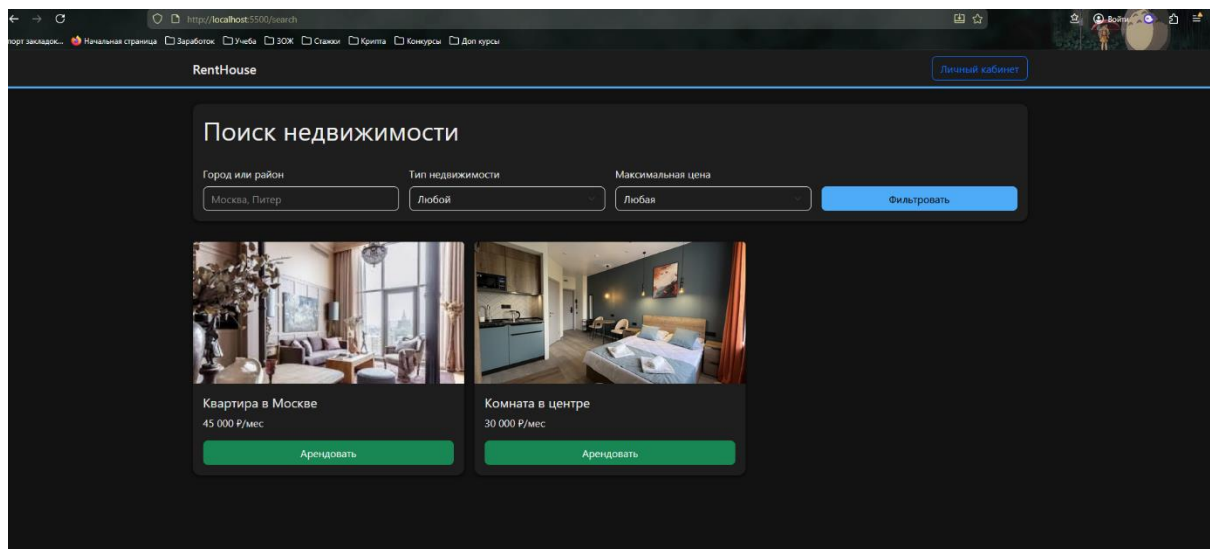 http://localhost:5500/search
Войти
порт закладок... Начальная страница Заработок Учеба ЗОЖ Стажки Крипта Конкурсы Доп курсы
RentHouse Личный кабинет
Поиск недвижимости
Город или район Тип недвижимости Максимальная цена
Москва, Питер Любой Любая Фильтровать
Квартира в Москве Комната в центре
45 000 ₽/мес 30 000 ₽/мес
Арендовать Арендовать